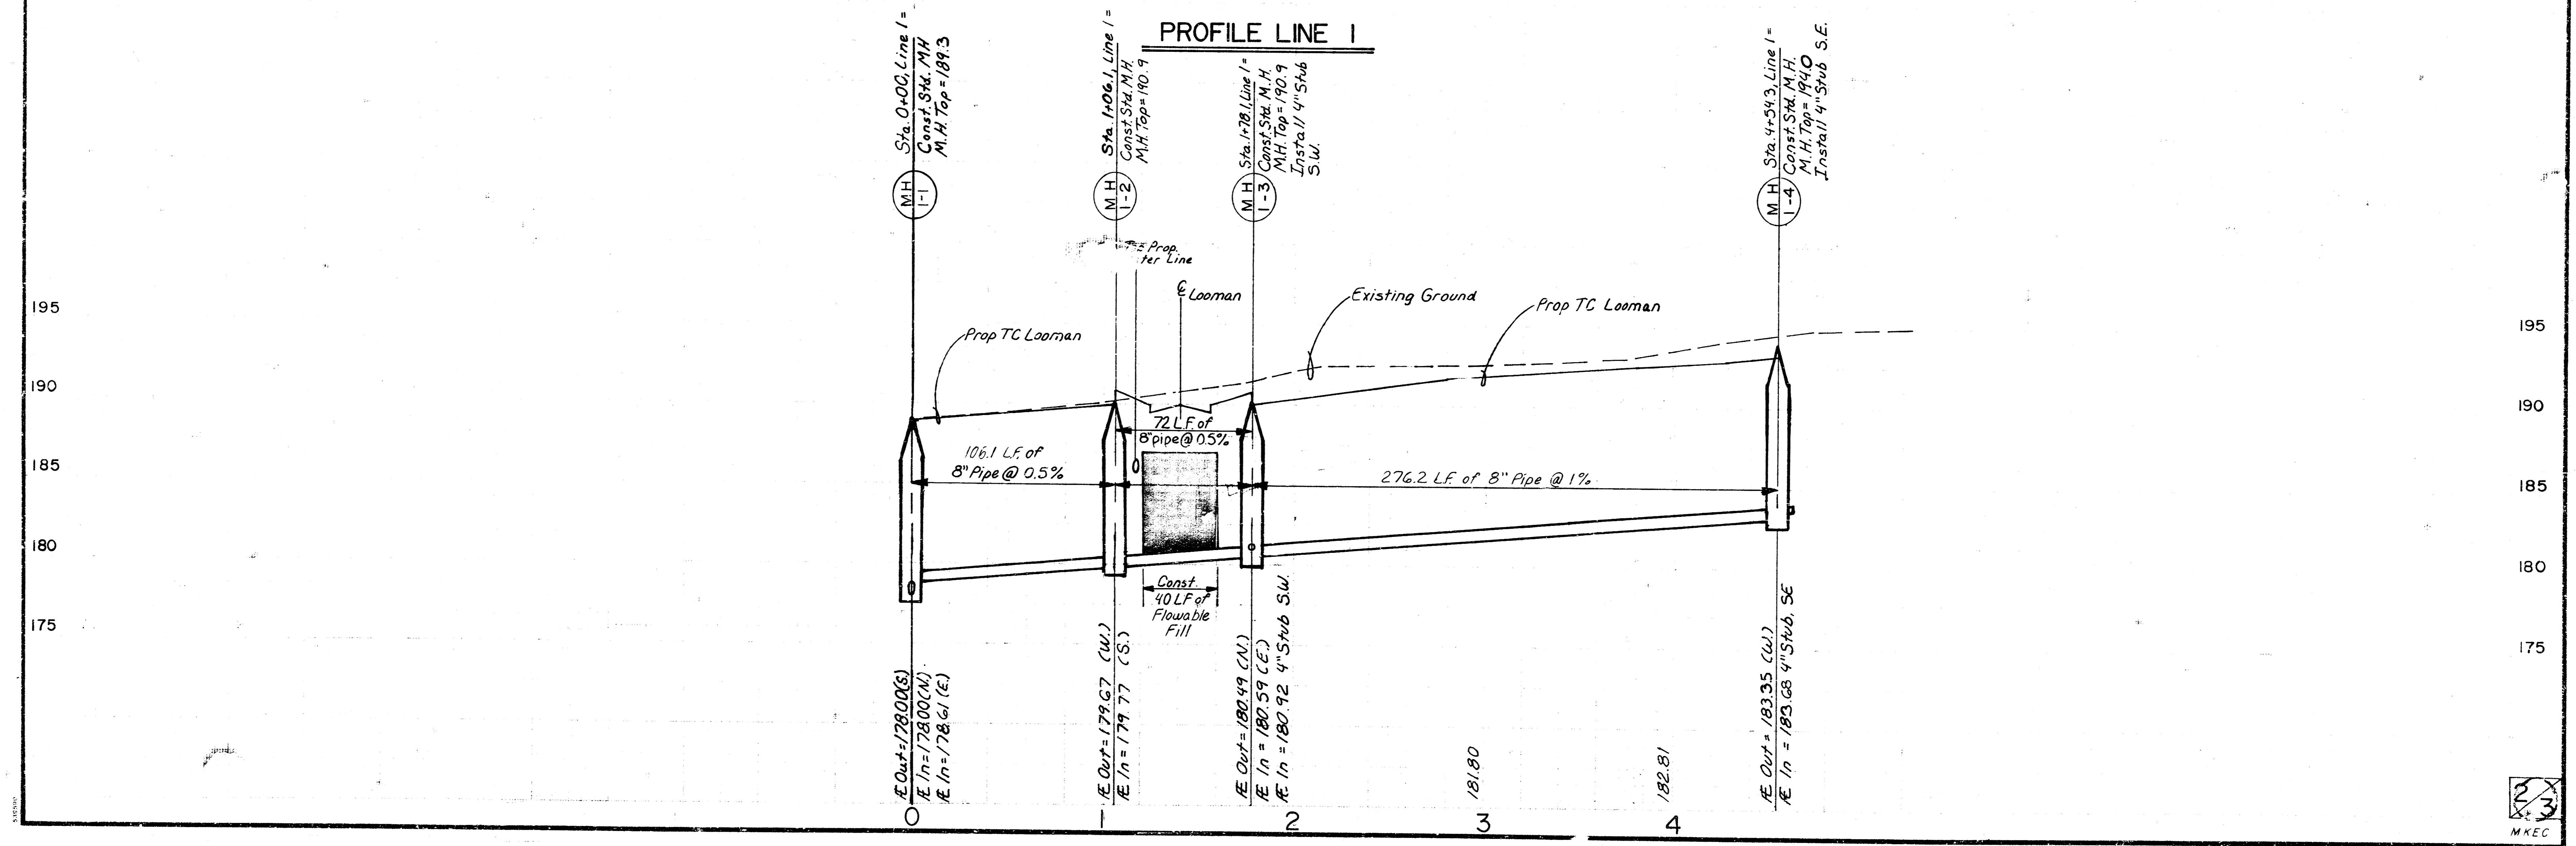 PROFILE LINE 1
Sta. 0+00, Line 1 =
Const. Std. MH
M.H. Top = 189.3
MH
1-1
Sta. 1+06.1, Line 1 =
Const. Std. M.H.
M.H. Top = 190.9
MH
1-2
Sta. 1+78.1, Line 1 =
Const. Std. M.H.
M.H. Top = 190.9
Install 4" Stub
S.W.
MH
1-3
Sta. 4+54.3, Line 1 =
Const. Std. M.H.
M.H. Top = 194.0
Install 4" Stub S.E.
MH
1-4
Prop.
ter Line
℄ Looman
Existing Ground
Prop TC Looman
Prop TC Looman
195
190
185
180
175
195
190
185
180
175
72 L.F. of
8" pipe @ 0.5%
106.1 L.F. of
8" Pipe @ 0.5%
276.2 L.F. of 8" Pipe @ 1%
Const.
40 LF of
Flowable
Fill
Æ Out = 178.00 (S.)
Æ In = 178.00 (N.)
Æ In = 178.61 (E.)
Æ Out = 179.67 (W.)
Æ In = 179.77 (S.)
Æ Out = 180.49 (N.)
Æ In = 180.59 (E.)
Æ In = 180.92 4" Stub S.W.
181.80
182.81
Æ Out = 183.35 (W.)
Æ In = 183.68 4" Stub, SE
0
1
2
3
4
2/3
MKEC